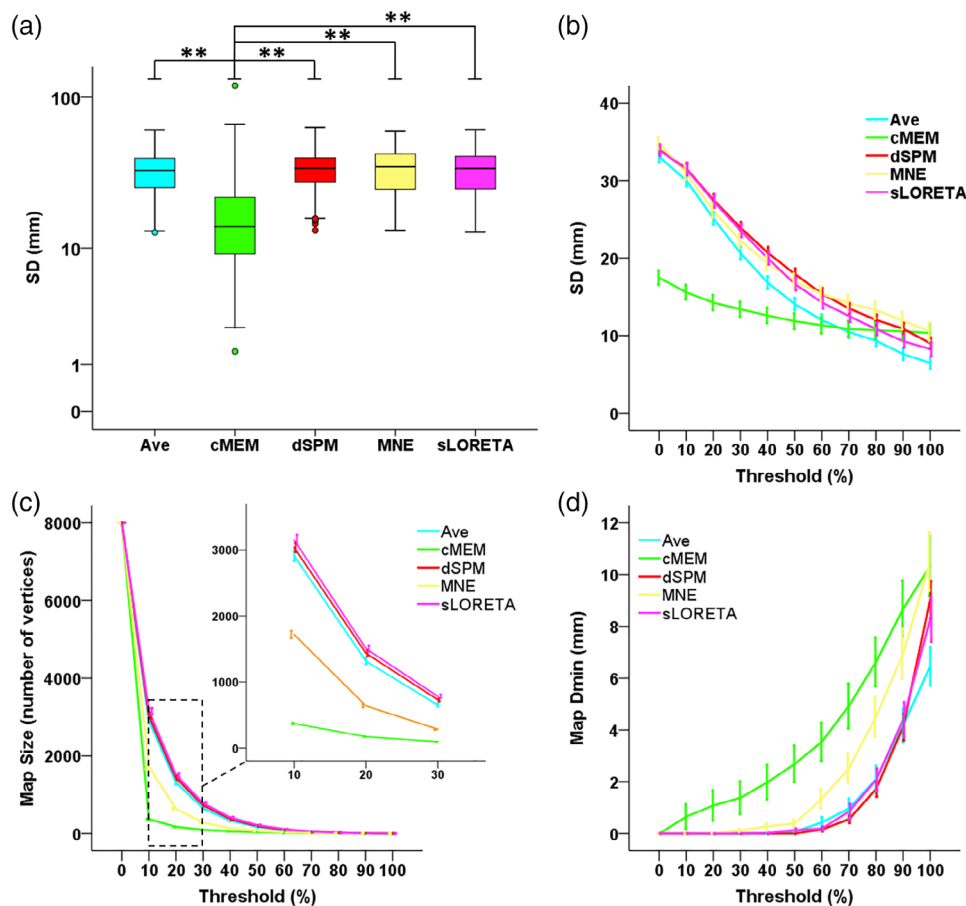 (a)
**
**
** **
100
10
1
0
SD (mm)
Ave cMEM dSPM MNE sLORETA
(b)
40
30
20
10
0
SD (mm)
Ave
cMEM
dSPM
MNE
sLORETA
0 10 20 30 40 50 60 70 80 90 100
Threshold (%)
(c)
8000
6000
4000
2000
0
Map Size (number of vertices)
3000
2000
1000
0
10 20 30
Ave
cMEM
dSPM
MNE
sLORETA
0 10 20 30 40 50 60 70 80 90 100
Threshold (%)
(d)
12
10
8
6
4
2
0
Map Dmin (mm)
Ave
cMEM
dSPM
MNE
sLORETA
0 10 20 30 40 50 60 70 80 90 100
Threshold (%)